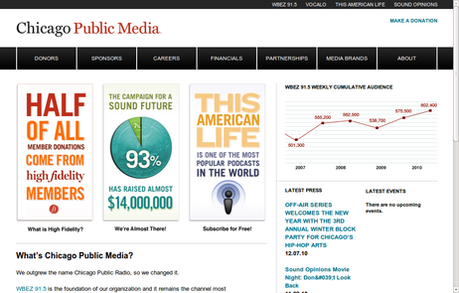 WBEZ 91.5 VOCALO THIS AMERICAN LIFE SOUND OPINIONS
Chicago Public Media
MAKE A DONATION
DONORS SPONSORS CAREERS FINANCIALS PARTNERSHIPS MEDIA BRANDS ABOUT
HALF
OF ALL
MEMBER DONATIONS
COME FROM
high fidelity
MEMBERS
What is High Fidelity?
THE CAMPAIGN FOR A
SOUND FUTURE
93%
HAS RAISED ALMOST
$14,000,000
We're Almost There!
THIS
AMERICAN
LIFE
IS ONE OF THE MOST
POPULAR PODCASTS
IN THE WORLD
Subscribe for Free!
WBEZ 91.5 WEEKLY CUMULATIVE AUDIENCE
501,300
555,200
562,900
538,700
575,500
602,400
2007 2008 2009 2010
LATEST PRESS
OFF-AIR SERIES
WELCOMES THE NEW
YEAR WITH THE 3RD
ANNUAL WINTER BLOCK
PARTY FOR CHICAGO'S
HIP-HOP ARTS
12.07.10
Sound Opinions Movie
Night: Don&#039;t Look
Back
LATEST EVENTS
There are no upcoming
events.
What's Chicago Public Media?
We outgrew the name Chicago Public Radio, so we changed it.
WBEZ 91.5 is the foundation of our organization and it remains the channel most